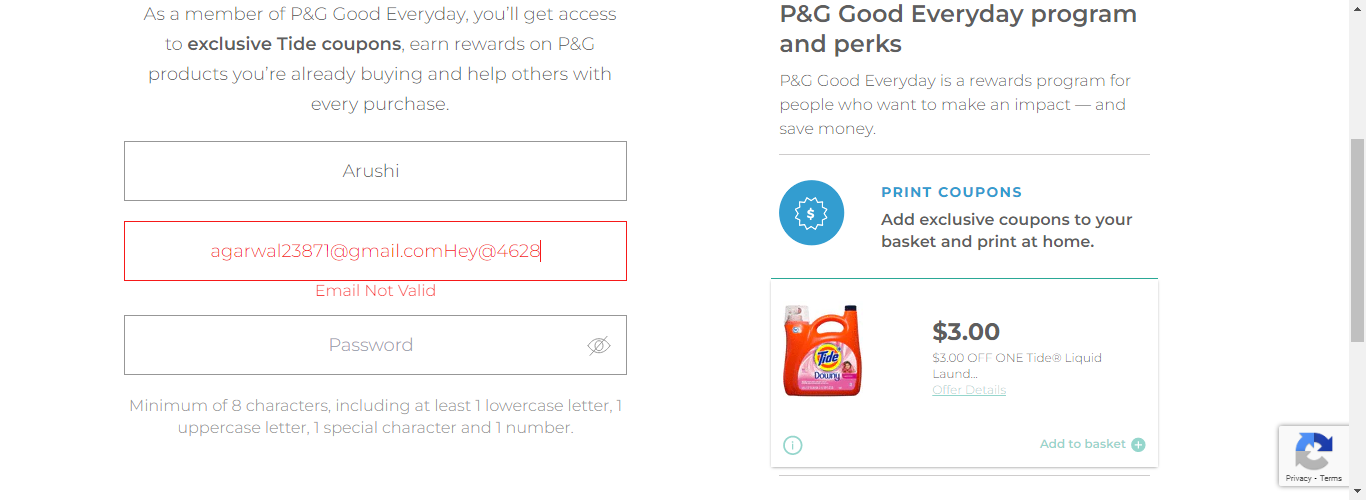 As a member of P&G Good Everyday, you'll get access
to exclusive Tide coupons, earn rewards on P&G
products you're already buying and help others with
every purchase.
Arushi
agarwal23871@gmail.comHey@4628
Email Not Valid
Password
Minimum of 8 characters, including at least 1 lowercase letter, 1
uppercase letter, 1 special character and 1 number.
P&G Good Everyday program
and perks
P&G Good Everyday is a rewards program for
people who want to make an impact — and
save money.
$
PRINT COUPONS
Add exclusive coupons to your
basket and print at home.
Tide
Downy
$3.00
$3.00 OFF ONE Tide® Liquid
Laund...
Offer Details
i
Add to basket +
Privacy - Terms